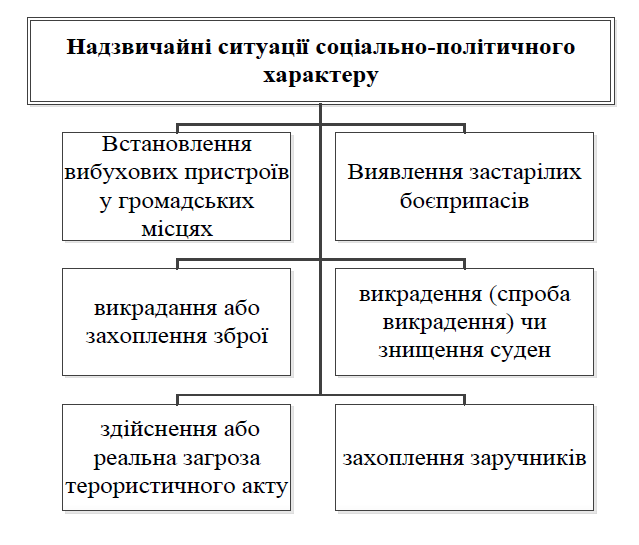 Надзвичайні ситуації соціально-політичного
характеру
Встановлення
вибухових пристроїв
у громадських
місцях
Виявлення застарілих
боєприпасів
викрадання або
захоплення зброї
викрадення (спроба
викрадення) чи
знищення суден
здійснення або
реальна загроза
терористичного акту
захоплення заручників